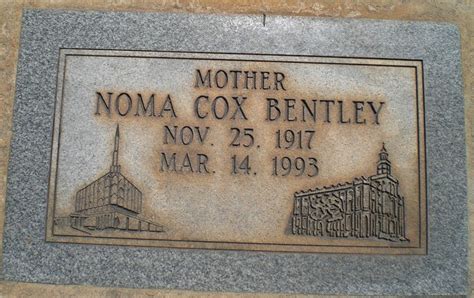 MOTHER
NOMA COX BENTLEY
NOV. 25, 1917
MAR. 14, 1993